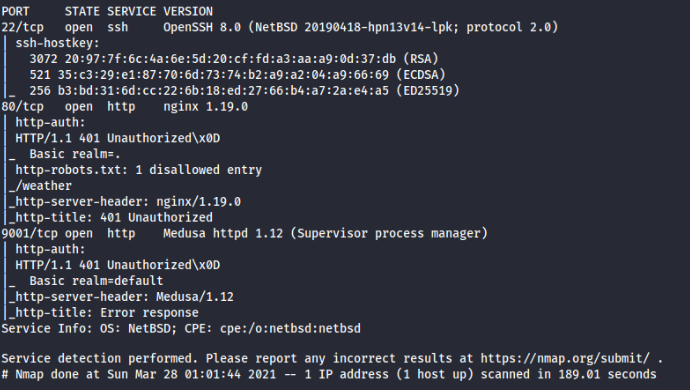 PORT     STATE SERVICE VERSION
22/tcp   open  ssh     OpenSSH 8.0 (NetBSD 20190418-hpn13v14-lpk; protocol 2.0)
| ssh-hostkey:
|   3072 20:97:7f:6c:4a:6e:5d:20:cf:fd:a3:aa:a9:0d:37:db (RSA)
|   521 35:c3:29:e1:87:70:6d:73:74:b2:a9:a2:04:a9:66:69 (ECDSA)
|_  256 b3:bd:31:6d:cc:22:6b:18:ed:27:66:b4:a7:2a:e4:a5 (ED25519)
80/tcp   open  http    nginx 1.19.0
| http-auth:
| HTTP/1.1 401 Unauthorized\x0D
|_  Basic realm=.
| http-robots.txt: 1 disallowed entry
|_/weather
|_http-server-header: nginx/1.19.0
|_http-title: 401 Unauthorized
9001/tcp open  http    Medusa httpd 1.12 (Supervisor process manager)
| http-auth:
| HTTP/1.1 401 Unauthorized\x0D
|_  Basic realm=default
|_http-server-header: Medusa/1.12
|_http-title: Error response
Service Info: OS: NetBSD; CPE: cpe:/o:netbsd:netbsd

Service detection performed. Please report any incorrect results at https://nmap.org/submit/ .
# Nmap done at Sun Mar 28 01:01:44 2021 -- 1 IP address (1 host up) scanned in 189.01 seconds